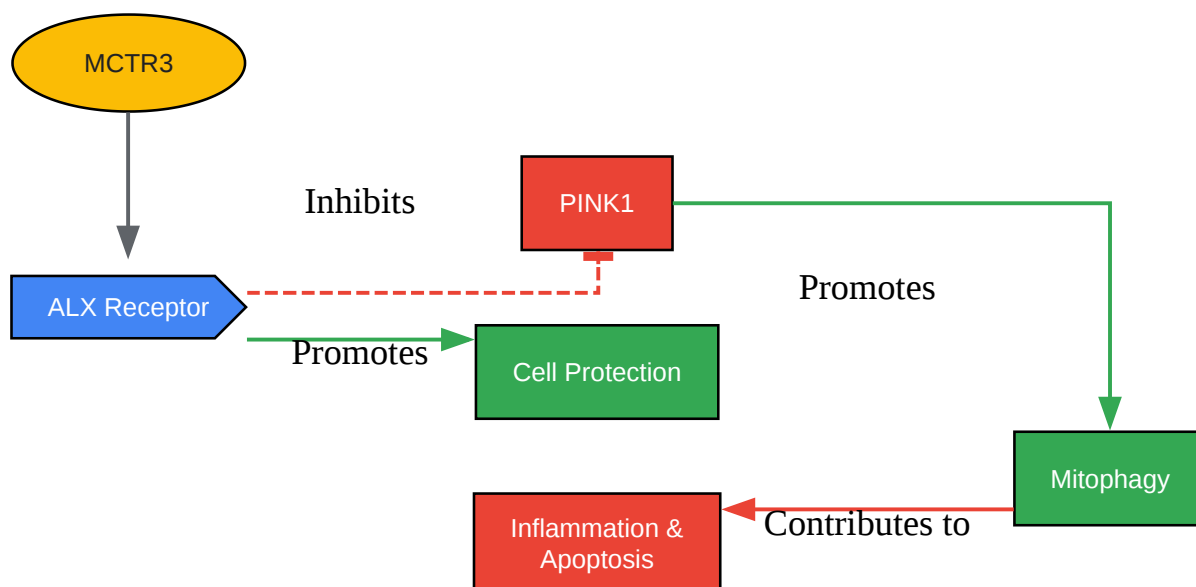 MCTR3
Inhibits
PINK1
ALX Receptor
Promotes
Promotes
Cell Protection
Mitophagy
Inflammation &
Apoptosis
Contributes to